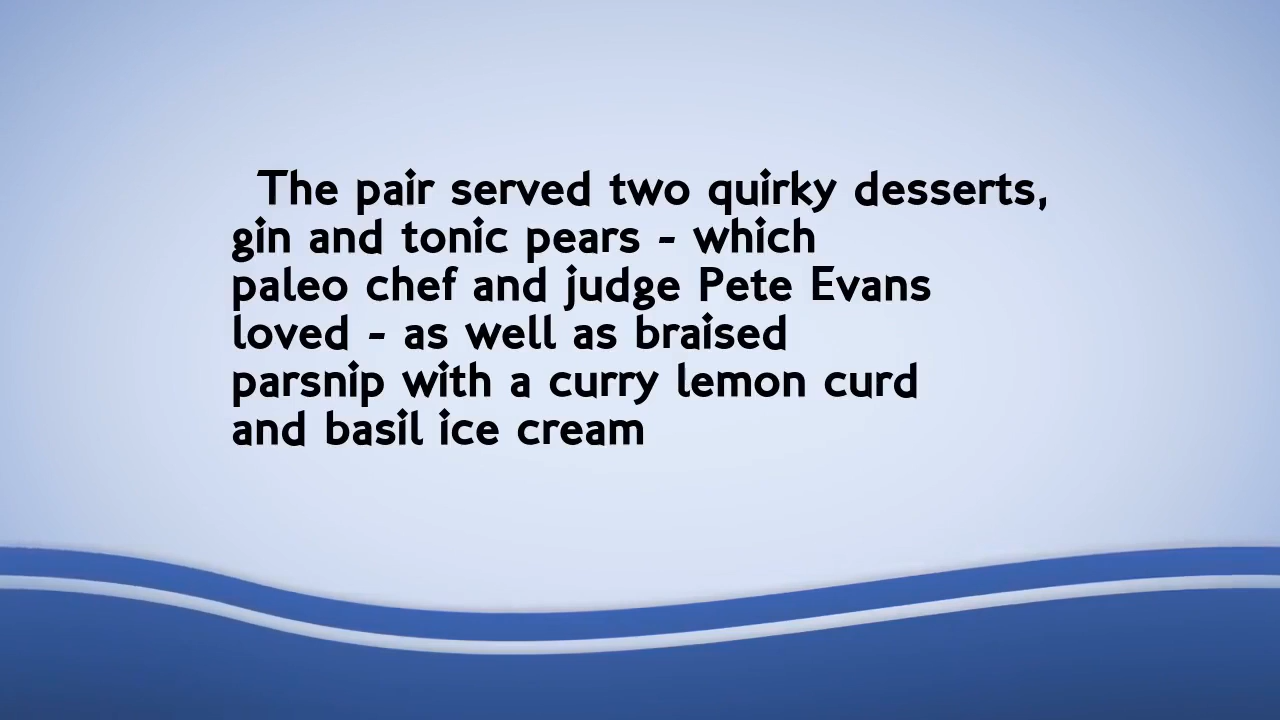 The pair served two quirky desserts,
gin and tonic pears - which
paleo chef and judge Pete Evans
loved - as well as braised
parsnip with a curry lemon curd
and basil ice cream